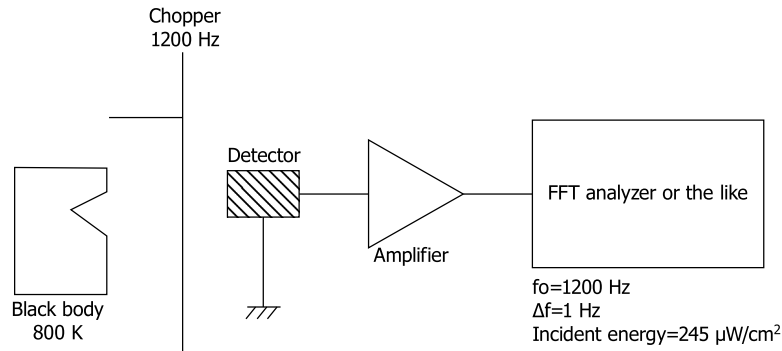 Chopper
1200 Hz
Detector
FFT analyzer or the like
Amplifier
fo=1200 Hz
Δf=1 Hz
Incident energy=245 μW/cm²
Black body
800 K